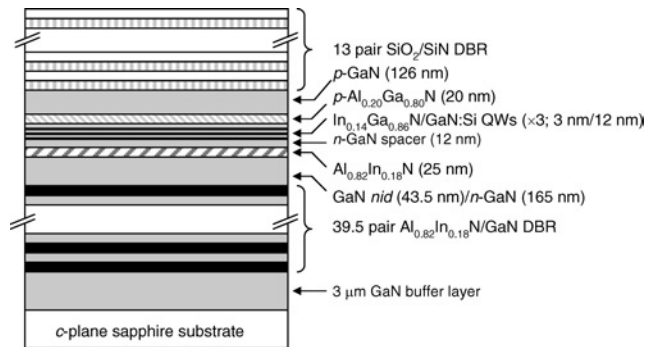 13 pair SiO₂/SiN DBR
p-GaN (126 nm)
p-Al₀.₂₀Ga₀.₈₀N (20 nm)
In₀.₁₄Ga₀.₈₆N/GaN:Si QWs (×3; 3 nm/12 nm)
n-GaN spacer (12 nm)
Al₀.₈₂In₀.₁₈N (25 nm)
GaN nid (43.5 nm)/n-GaN (165 nm)
39.5 pair Al₀.₈₂In₀.₁₈N/GaN DBR
3 μm GaN buffer layer
c-plane sapphire substrate